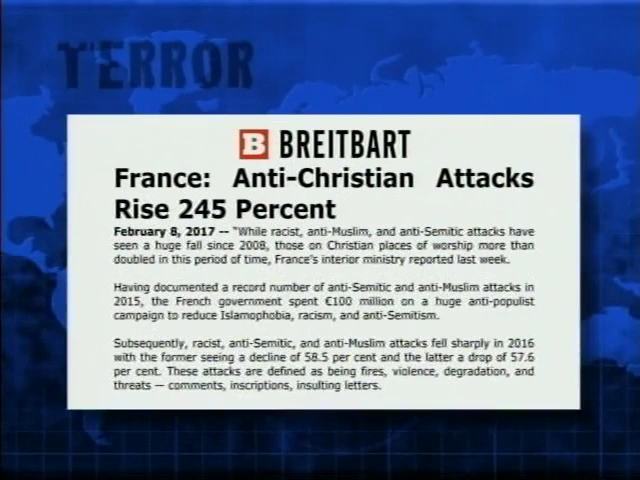 TERROR
B BREITBART
France: Anti-Christian Attacks
Rise 245 Percent
February 8, 2017 -- "While racist, anti-Muslim, and anti-Semitic attacks have
seen a huge fall since 2008, those on Christian places of worship more than
doubled in this period of time, France's interior ministry reported last week.
Having documented a record number of anti-Semitic and anti-Muslim attacks in
2015, the French government spent €100 million on a huge anti-populist
campaign to reduce Islamophobia, racism, and anti-Semitism.
Subsequently, racist, anti-Semitic, and anti-Muslim attacks fell sharply in 2016
with the former seeing a decline of 58.5 per cent and the latter a drop of 57.6
per cent. These attacks are defined as being fires, violence, degradation, and
threats — comments, inscriptions, insulting letters.